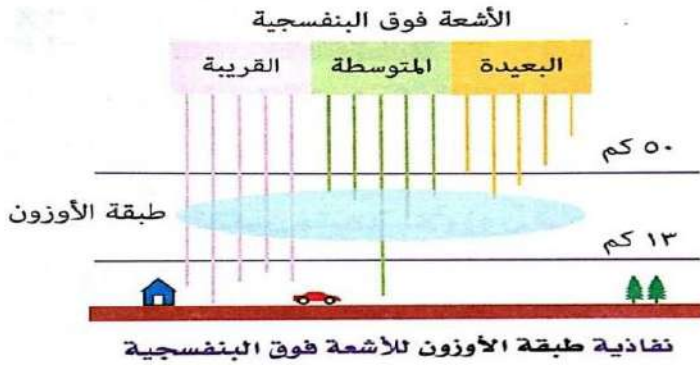 الأشعة فوق البنفسجية
القريبة المتوسطة البعيدة
٥٠ كم
طبقة الأوزون
١٣ كم
نفاذية طبقة الأوزون للأشعة فوق البنفسجية